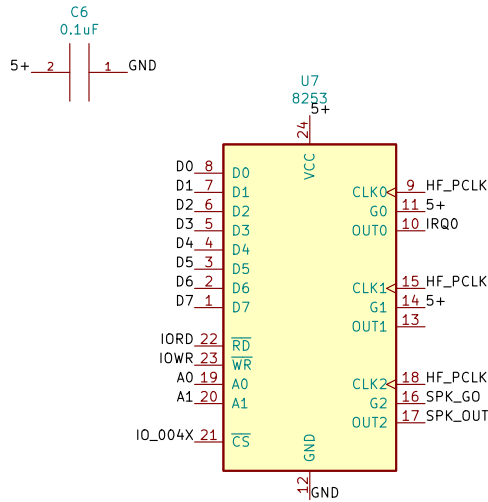 C6
0.1uF
5+ 2 1 GND
U7
8253
5+
24
VCC
D0 8 D0
D1 7 D1
CLK0 9 HF_PCLK
D2 6 D2
G0 11 5+
D3 5 D3
OUT0 10 IRQ0
D4 4 D4
D5 3 D5
D6 2 D6
CLK1 15 HF_PCLK
D7 1 D7
G1 14 5+
OUT1 13
IORD 22 RD
IOWR 23 WR
A0 19 A0
CLK2 18 HF_PCLK
A1 20 A1
G2 16 SPK_GO
OUT2 17 SPK_OUT
IO_004X 21 CS
GND
12
GND